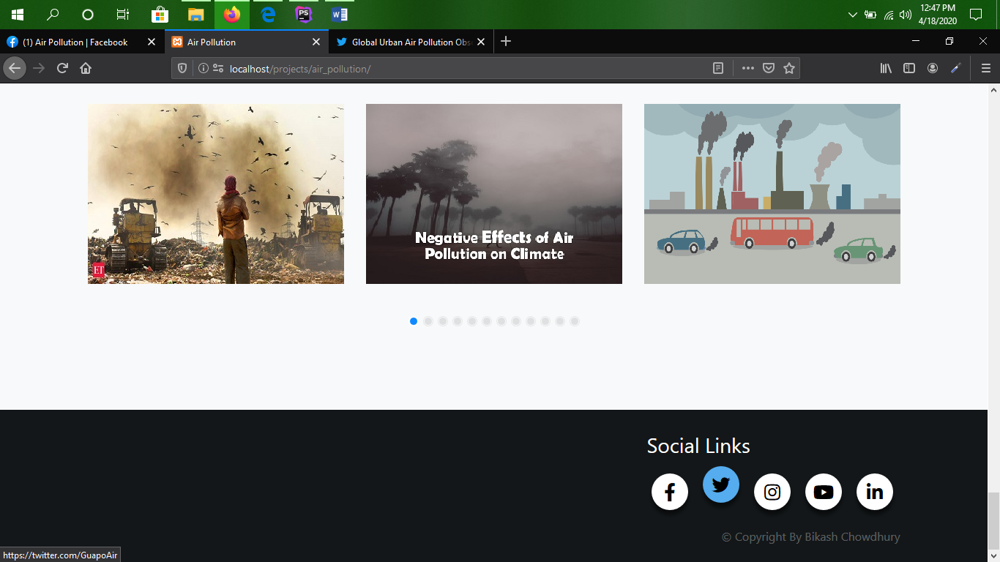 12:47 PM
4/18/2020
(1) Air Pollution | Facebook
Air Pollution
Global Urban Air Pollution Obs
localhost/projects/air_pollution/
ET
Negative Effects of Air
Pollution on Climate
Social Links
© Copyright By Bikash Chowdhury
https://twitter.com/GuapoAir